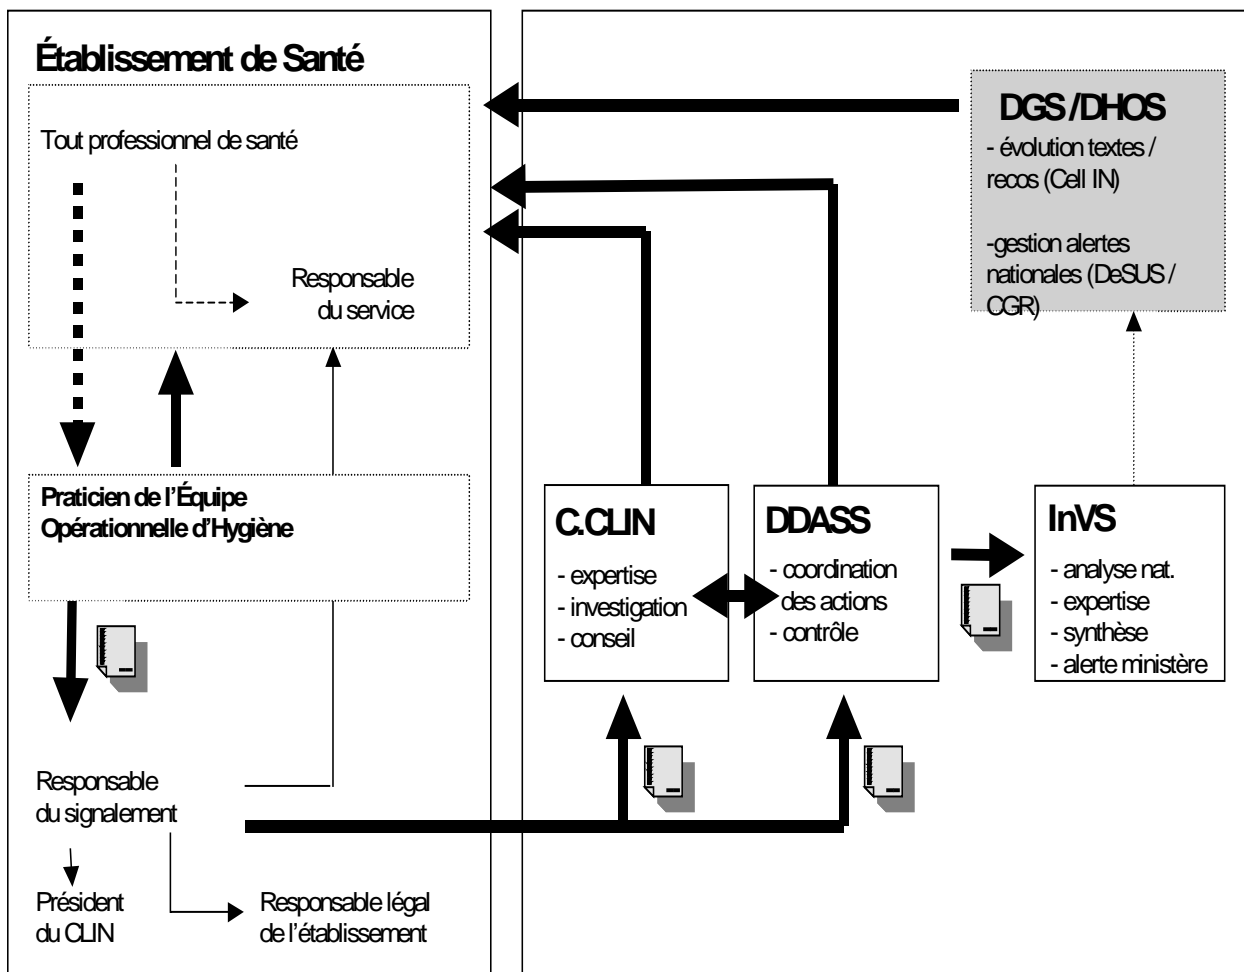 Établissement de Santé
Tout professionnel de santé
Responsable
du service
Praticien de l'Équipe
Opérationnelle d'Hygiène
Responsable
du signalement
Président
du CLIN
Responsable légal
de l'établissement
DGS /DHOS
- évolution textes /
recos (Cell IN)
-gestion alertes
nationales (DeSUS /
CGR)
C.CLIN
- expertise
- investigation
- conseil
DDASS
- coordination
des actions
- contrôle
InVS
- analyse nat.
- expertise
- synthèse
- alerte ministère